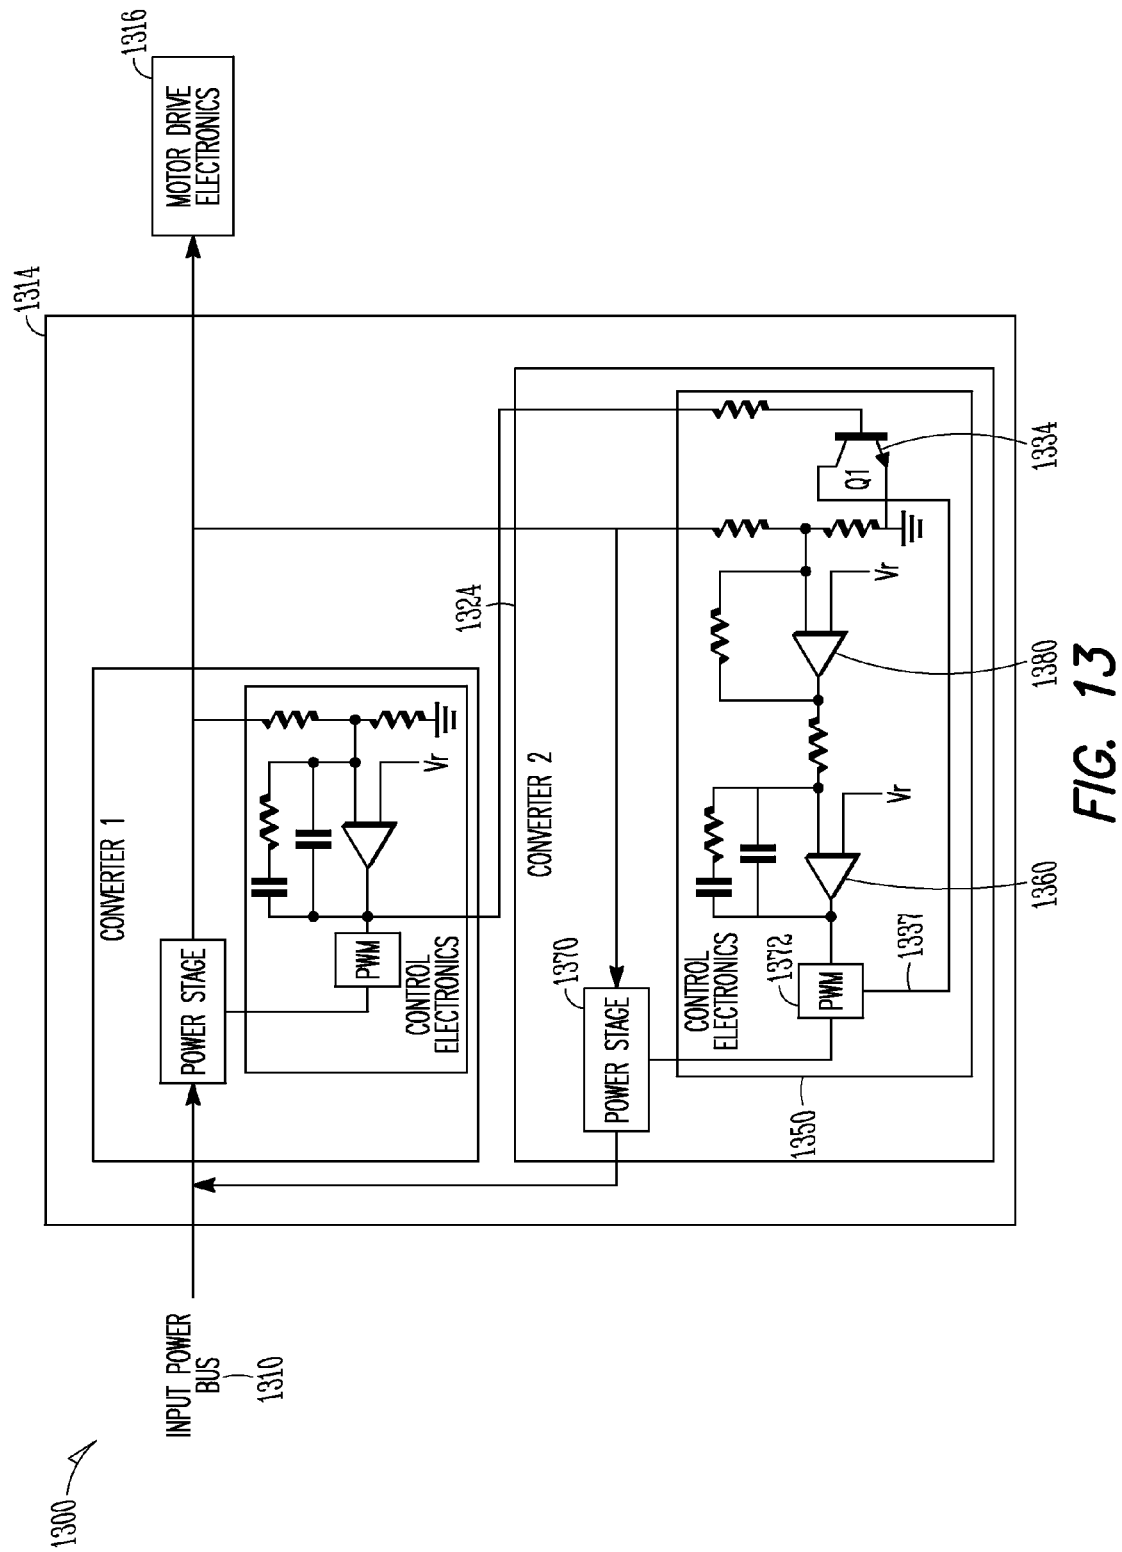 1300
INPUT POWER
BUS
1310
1314
CONVERTER 1
POWER STAGE
PWM
CONTROL
ELECTRONICS
Vr
MOTOR DRIVE
ELECTRONICS
1316
1324
CONVERTER 2
1370
POWER STAGE
CONTROL
ELECTRONICS
1372
PWM
1337
1350
Vr
1360
Vr
1380
Q1
1334
FIG. 13